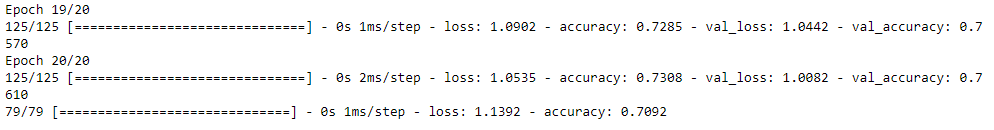 Epoch 19/20
125/125 [==============================] - 0s 1ms/step - loss: 1.0902 - accuracy: 0.7285 - val_loss: 1.0442 - val_accuracy: 0.7
570
Epoch 20/20
125/125 [==============================] - 0s 2ms/step - loss: 1.0535 - accuracy: 0.7308 - val_loss: 1.0082 - val_accuracy: 0.7
610
79/79 [==============================] - 0s 1ms/step - loss: 1.1392 - accuracy: 0.7092